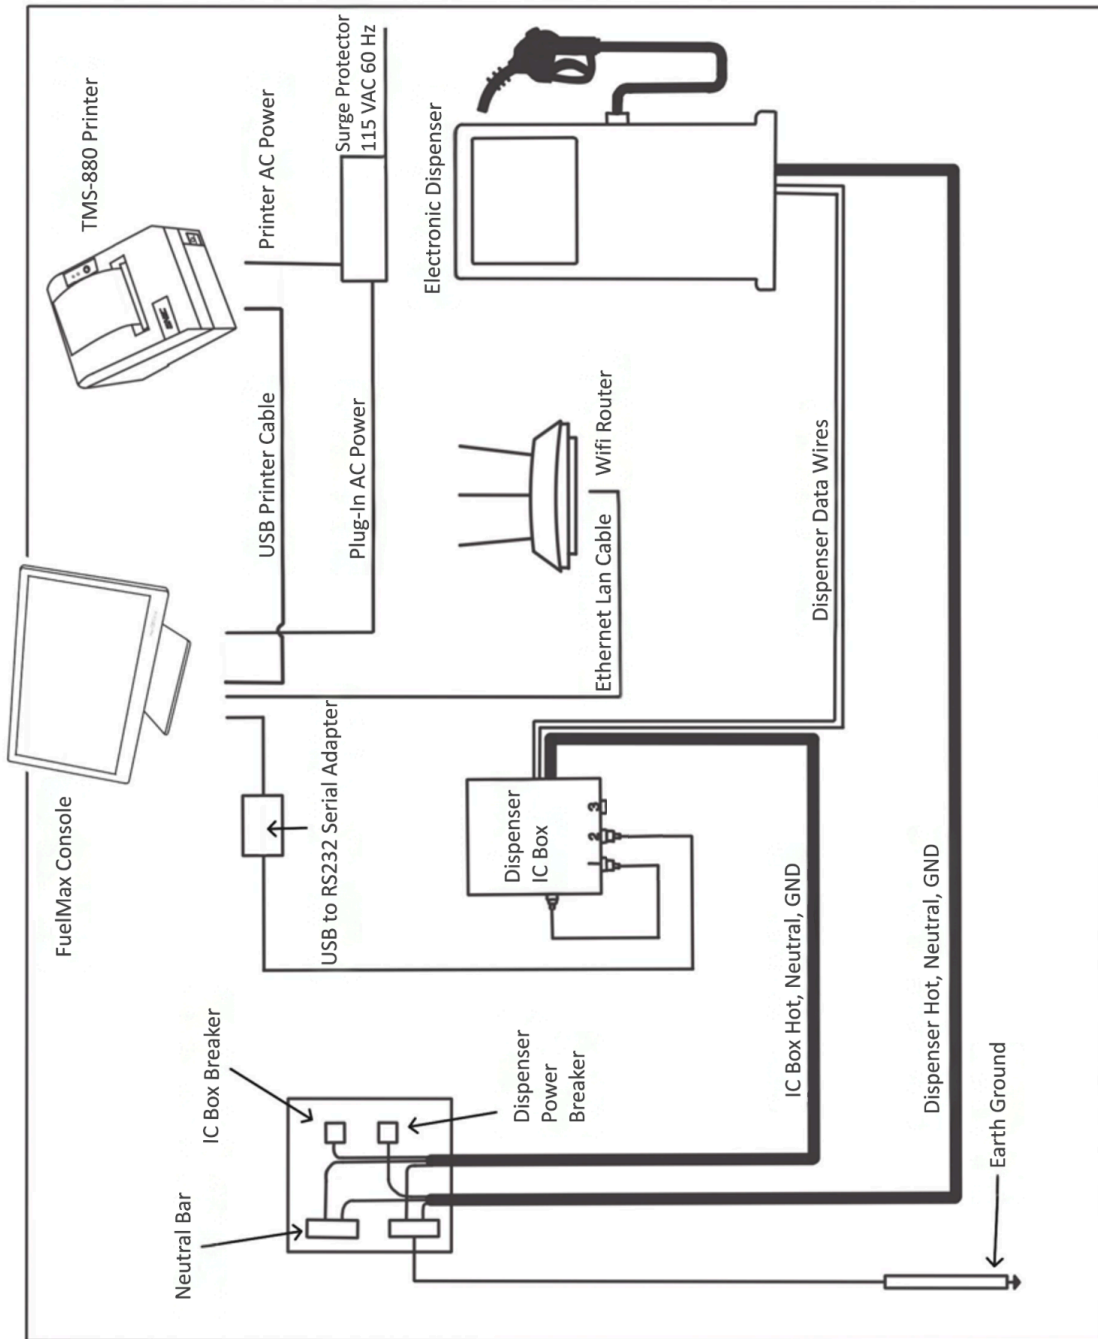 FuelMax Console
TMS-880 Printer
USB Printer Cable
Printer AC Power
Surge Protector
115 VAC 60 Hz
Plug-In AC Power
USB to RS232 Serial Adapter
Ethernet Lan Cable
Wifi Router
Electronic Dispenser
IC Box Breaker
Neutral Bar
Dispenser
Power
Breaker
Dispenser
IC Box
1
2
3
Dispenser Data Wires
IC Box Hot, Neutral, GND
Dispenser Hot, Neutral, GND
Earth Ground